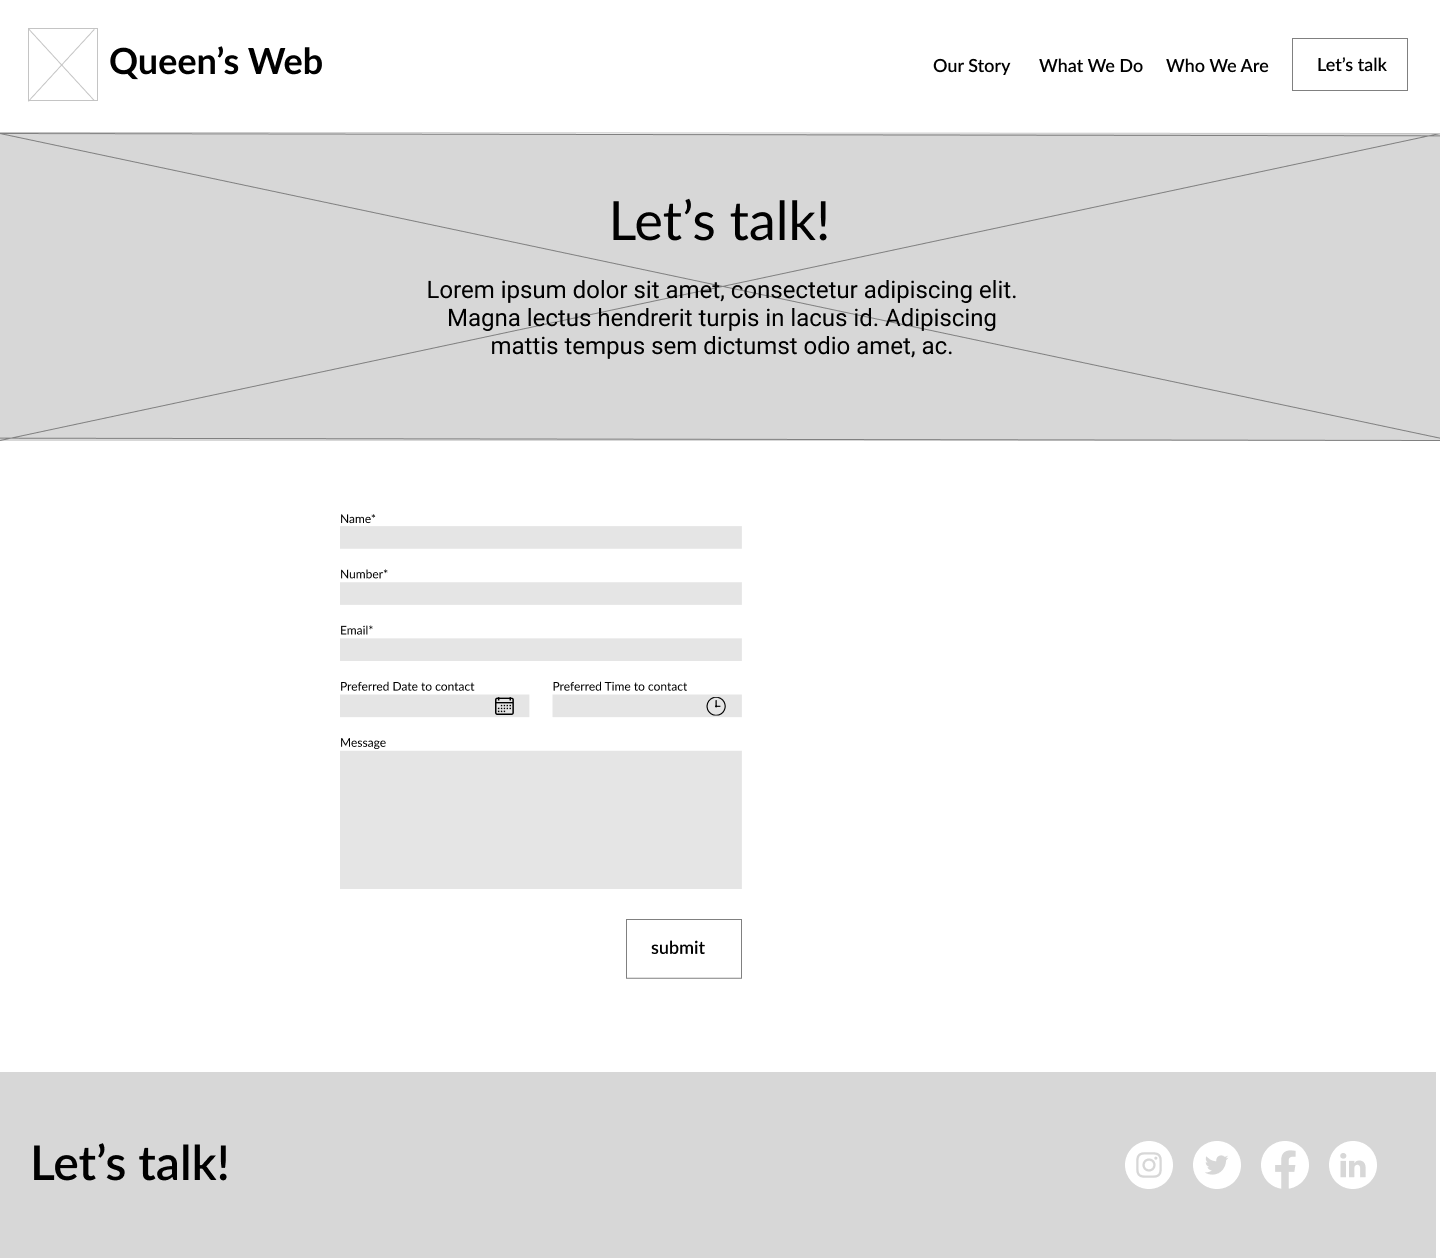 Queen’s Web
Our Story
What We Do
Who We Are
Let’s talk
Let’s talk!
Lorem ipsum dolor sit amet, consectetur adipiscing elit.
Magna lectus hendrerit turpis in lacus id. Adipiscing
mattis tempus sem dictumst odio amet, ac.
Name*
Number*
Email*
Preferred Date to contact
Preferred Time to contact
Message
submit
Let’s talk!